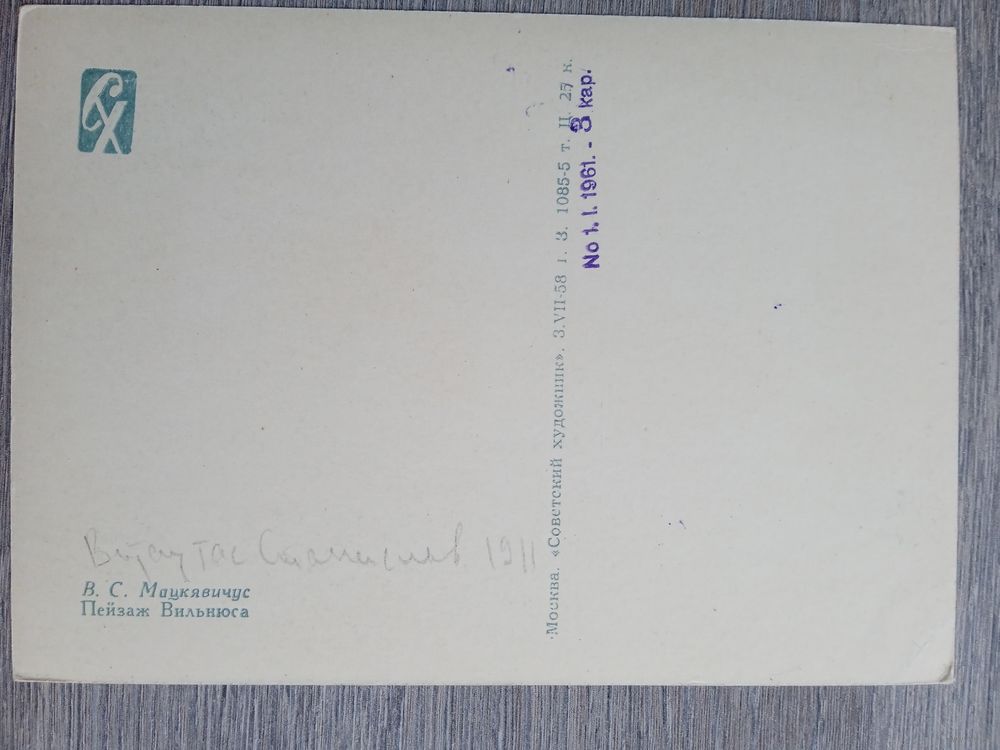 СХ
Витаутас Станислав 1911
В. С. Мацкявичус
Пейзаж Вильнюса
Москва. «Советский художник». 3.VII-58 г. З. 1085-5 т. Ц. 25 к.
No 1. I. 1961. - 3 kap.